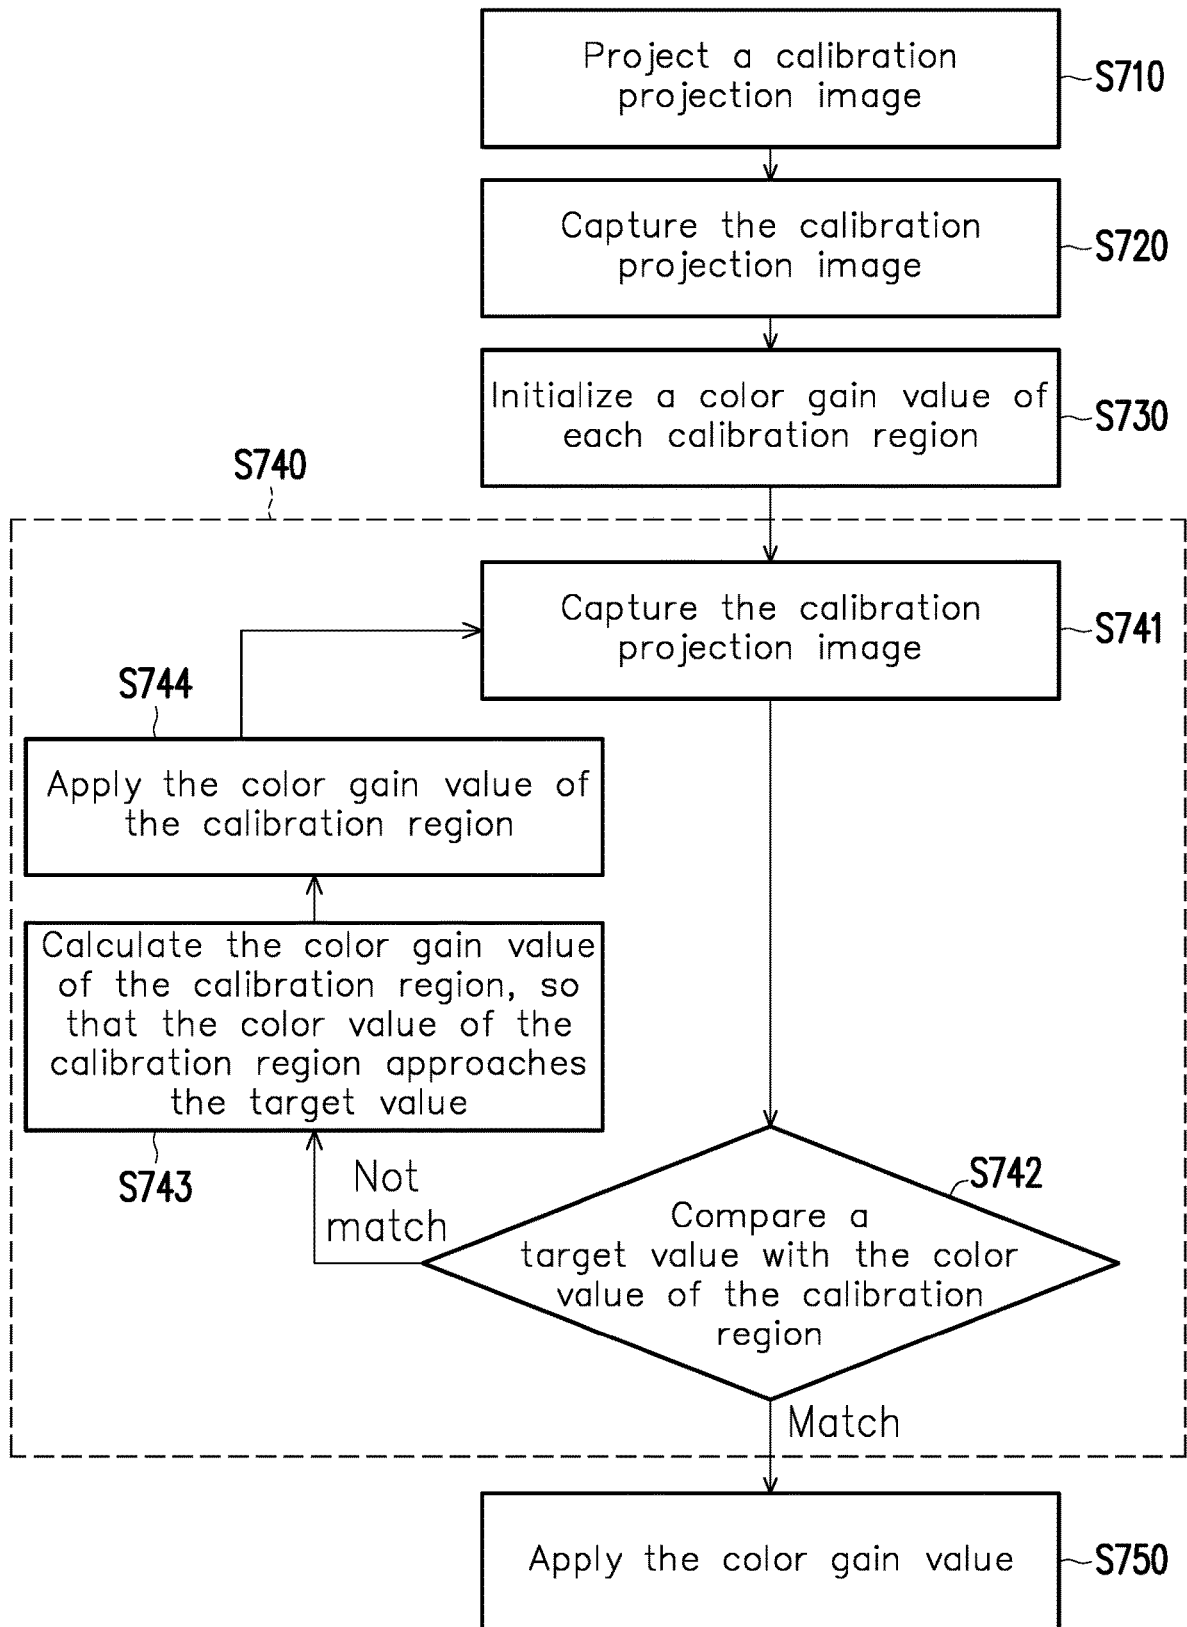 Project a calibration
projection image
S710
Capture the calibration
projection image
S720
Initialize a color gain value of
each calibration region
S730
S740
Capture the calibration
projection image
S741
S744
Apply the color gain value of
the calibration region
Calculate the color gain value
of the calibration region, so
that the color value of the
calibration region approaches
the target value
S743
Not
match
S742
Compare a
target value with the color
value of the calibration
region
Match
Apply the color gain value
S750